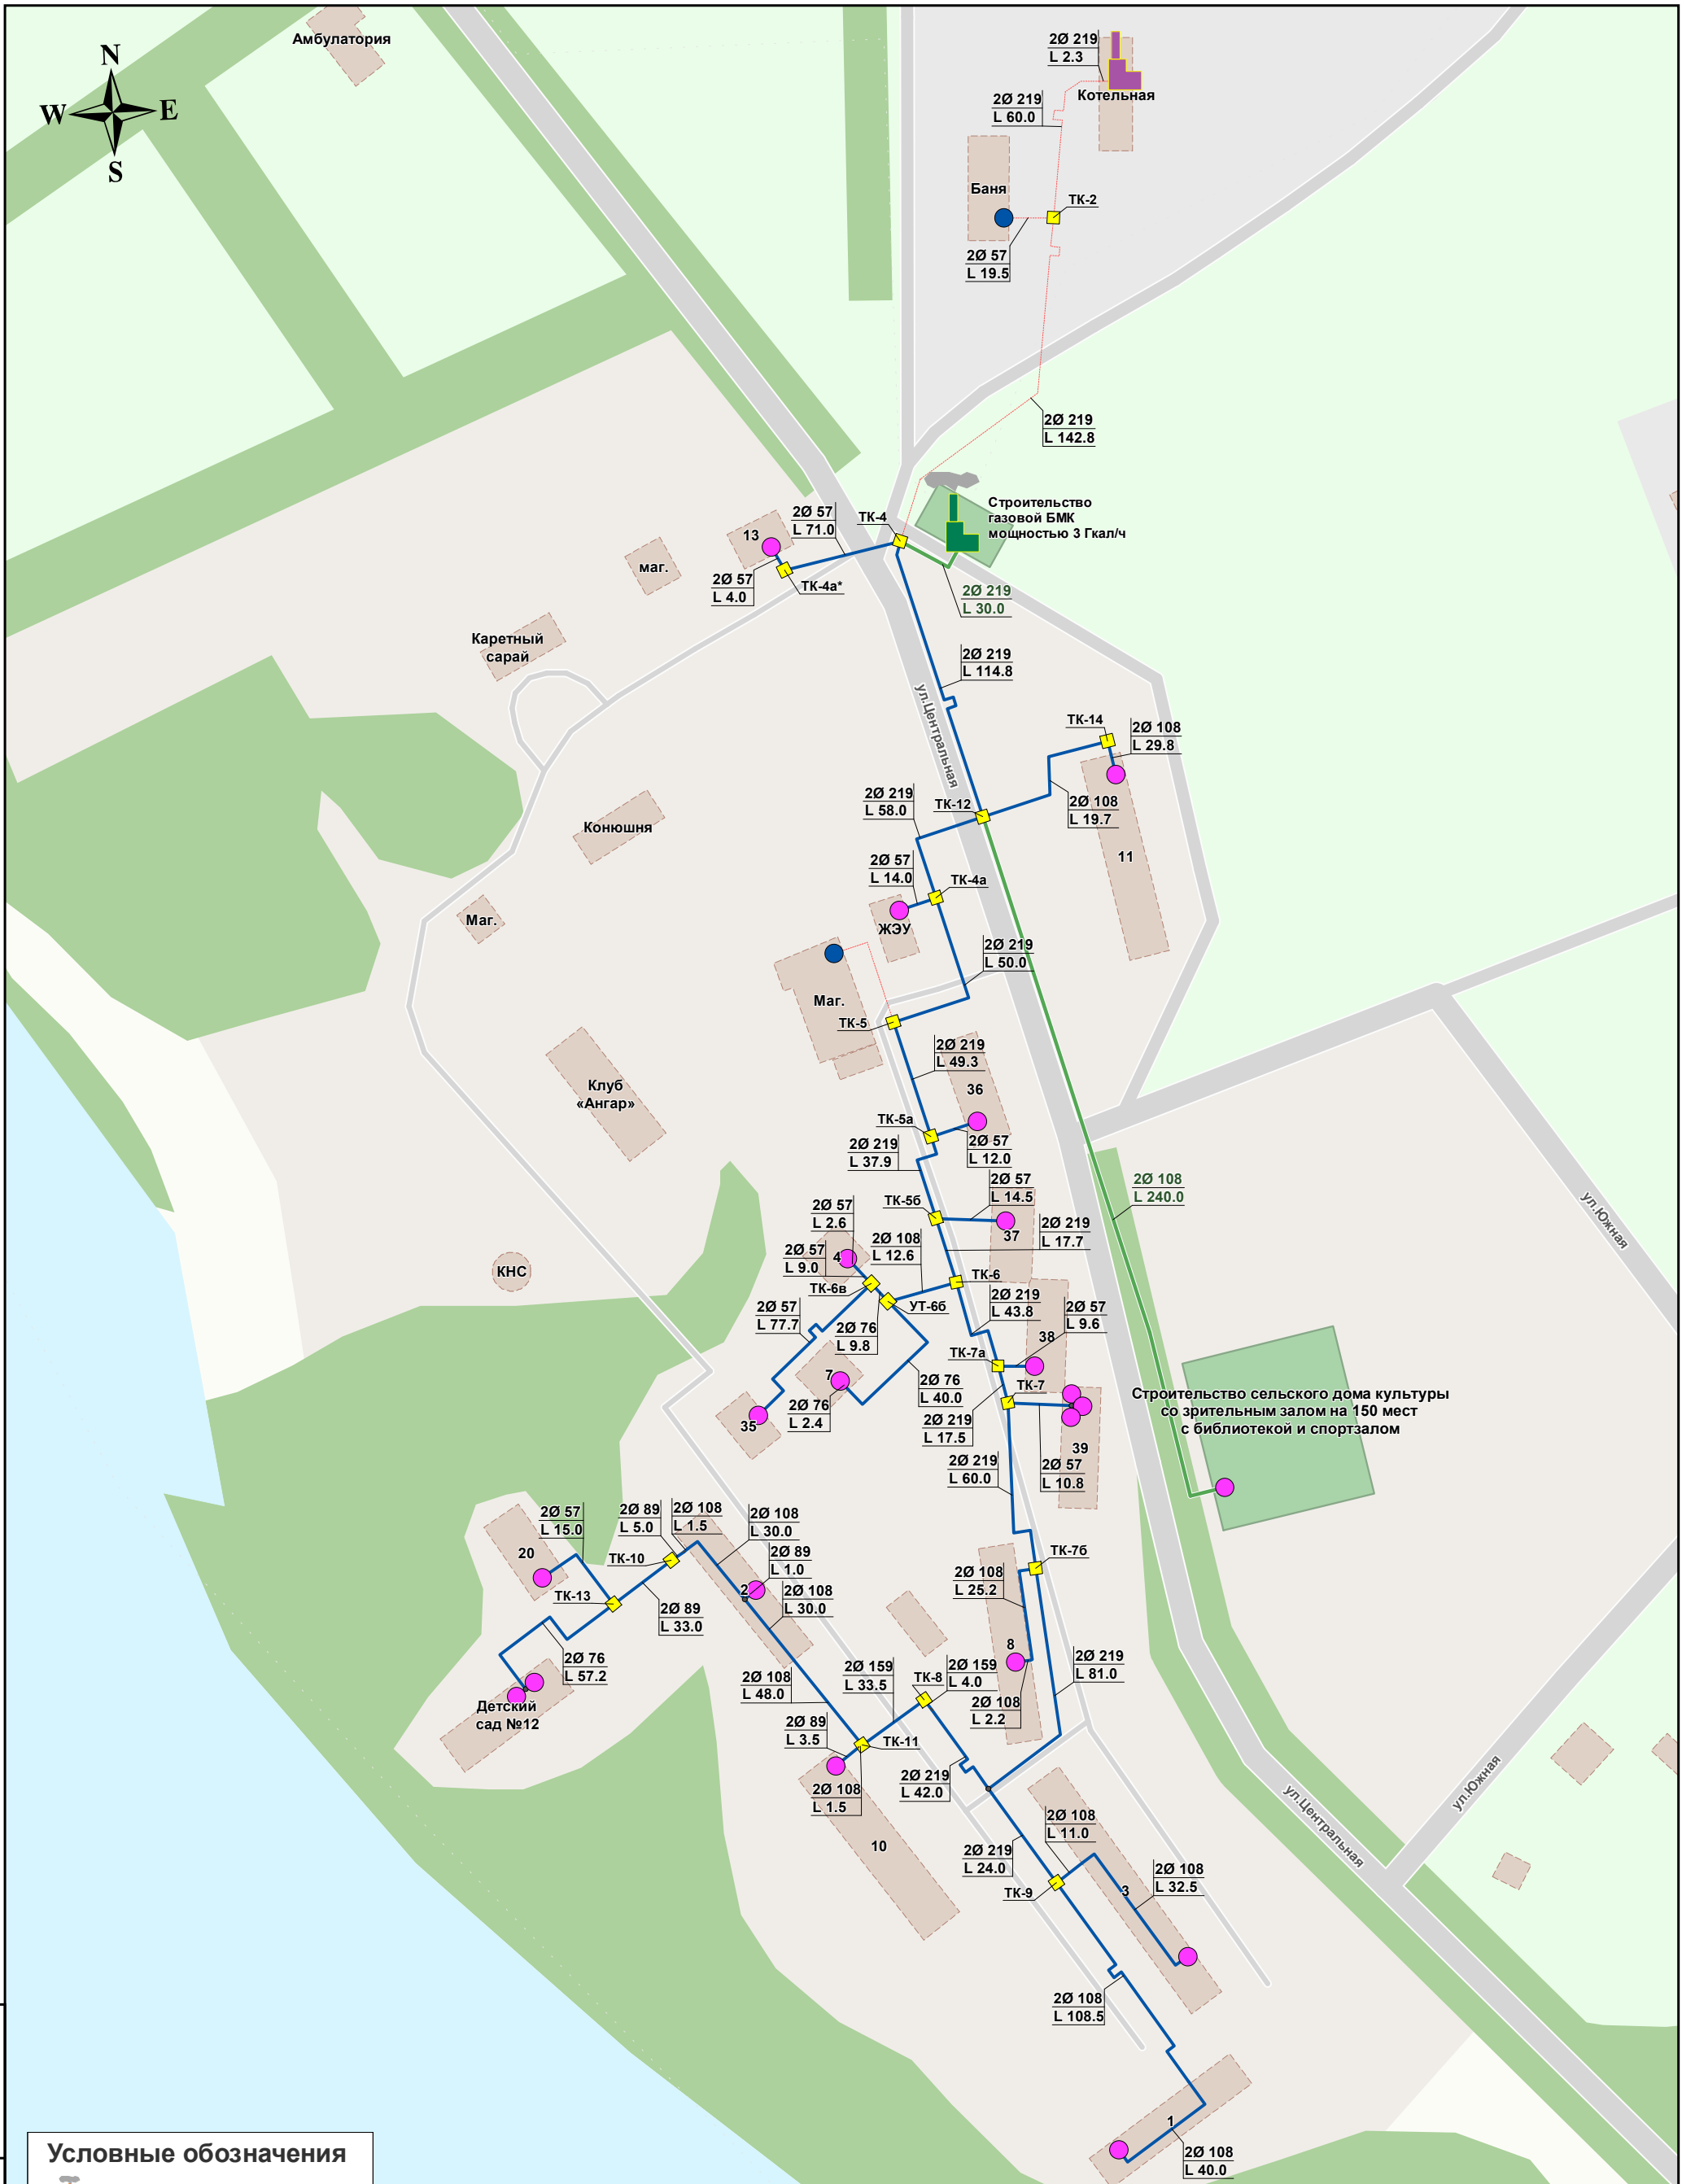 Амбулатория
N
W
E
S
2Ø 219
L 2.3
Котельная
2Ø 219
L 60.0
Баня
ТК-2
2Ø 57
L 19.5
2Ø 219
L 142.8
Строительство
газовой БМК
мощностью 3 Гкал/ч
2Ø 57
L 71.0
ТК-4
13
маг.
2Ø 57
L 4.0
ТК-4а*
2Ø 219
L 30.0
Каретный
сарай
2Ø 219
L 114.8
ул.Центральная
ТК-14
2Ø 108
L 29.8
2Ø 219
L 58.0
ТК-12
2Ø 108
L 19.7
Конюшня
11
2Ø 57
L 14.0
ТК-4а
Маг.
ЖЭУ
2Ø 219
L 50.0
Маг.
ТК-5
2Ø 219
L 49.3
36
Клуб
«Ангар»
ТК-5а
2Ø 219
L 37.9
2Ø 57
L 12.0
2Ø 57
L 14.5
2Ø 108
L 240.0
ул.Южная
ТК-5б
2Ø 57
L 2.6
37
2Ø 219
L 17.7
2Ø 108
L 12.6
4
2Ø 57
L 9.0
КНС
ТК-6в
ТК-6
УТ-6б
2Ø 219
L 43.8
2Ø 57
L 9.6
2Ø 57
L 77.7
2Ø 76
L 9.8
38
ТК-7а
7
2Ø 76
L 40.0
ТК-7
2Ø 76
L 2.4
35
2Ø 219
L 17.5
Строительство сельского дома культуры
со зрительным залом на 150 мест
с библиотекой и спортзалом
39
2Ø 219
L 60.0
2Ø 57
L 10.8
2Ø 57
L 15.0
2Ø 89
L 5.0
2Ø 108
L 1.5
2Ø 108
L 30.0
20
ТК-10
2Ø 89
L 1.0
ТК-7б
2Ø 108
L 25.2
2
2Ø 108
L 30.0
ТК-13
2Ø 89
L 33.0
8
2Ø 76
L 57.2
2Ø 219
L 81.0
2Ø 108
L 48.0
2Ø 159
L 33.5
ТК-8
2Ø 159
L 4.0
2Ø 108
L 2.2
Детский
сад №12
2Ø 89
L 3.5
ТК-11
2Ø 108
L 1.5
2Ø 219
L 42.0
ул.Южная
ул.Центральная
10
2Ø 108
L 11.0
2Ø 219
L 24.0
ТК-9
3
2Ø 108
L 32.5
2Ø 108
L 108.5
1
2Ø 108
L 40.0
Условные обозначения